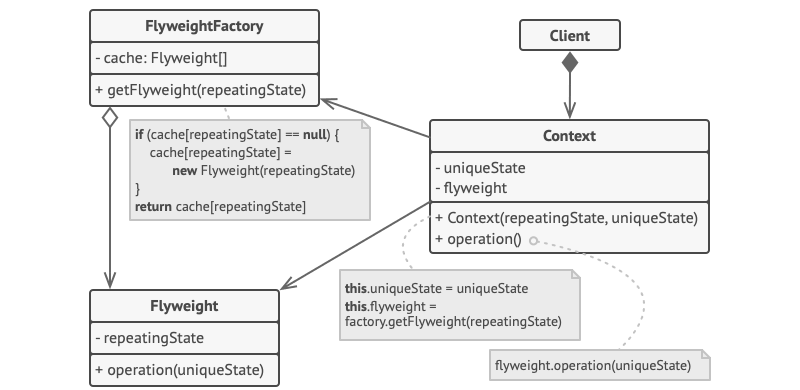 FlyweightFactory
- cache: Flyweight[]
+ getFlyweight(repeatingState)
if (cache[repeatingState] == null) {
cache[repeatingState] =
new Flyweight(repeatingState)
}
return cache[repeatingState]
Client
Context
- uniqueState
- flyweight
+ Context(repeatingState, uniqueState)
+ operation()
this.uniqueState = uniqueState
this.flyweight =
factory.getFlyweight(repeatingState)
Flyweight
- repeatingState
+ operation(uniqueState)
flyweight.operation(uniqueState)